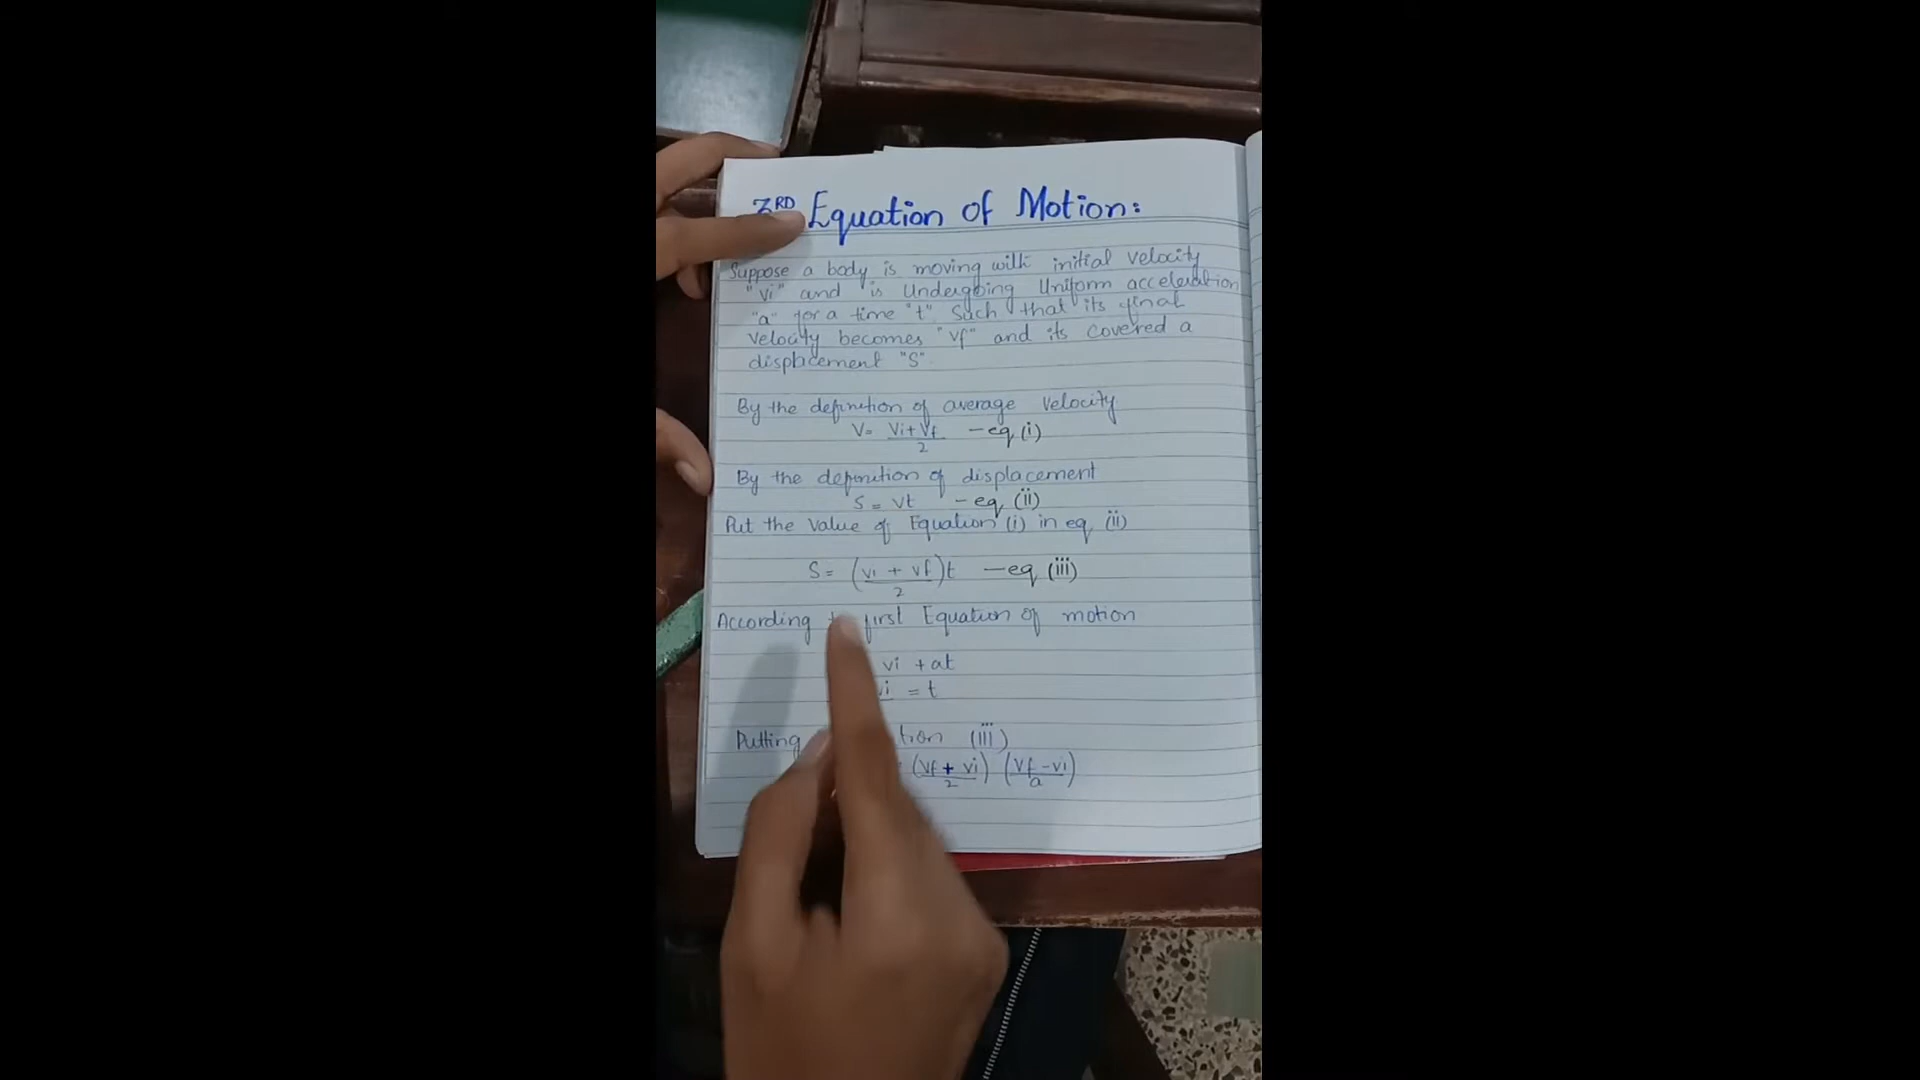 3RD Equation of Motion:
Suppose a body is moving with initial velocity
"Vi" and is Undergoing Uniform acceleration
"a" for a time "t" Such that its final
Velocity becomes "Vf" and its Covered a
displacement "S".
By the definition of average Velocity
V= Vi+Vf — eq (i)
2
By the definition of displacement
S = Vt — eq (ii)
Put the Value of Equation (i) in eq (ii)
S= (Vi + Vf)t — eq (iii)
2
According first Equation of motion
vi + at
vi = t
Putting (iii)
(Vf + Vi) (Vf - Vi)
2 a